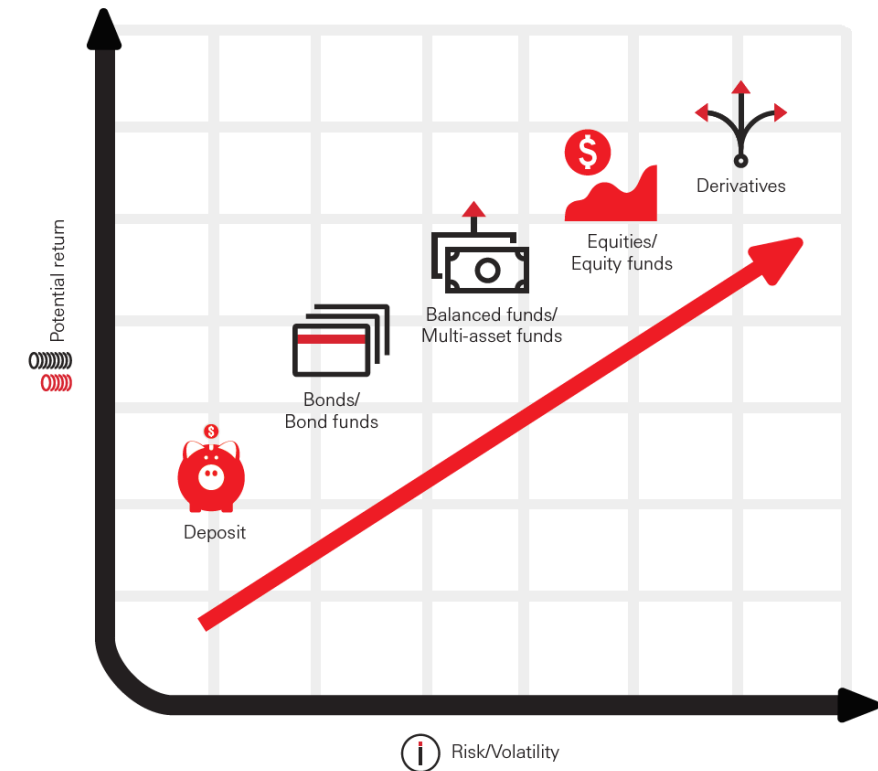 Derivatives
$
Equities/
Equity funds
Balanced funds/
Multi-asset funds
Bonds/
Bond funds
$
Deposit
Potential return
i Risk/Volatility